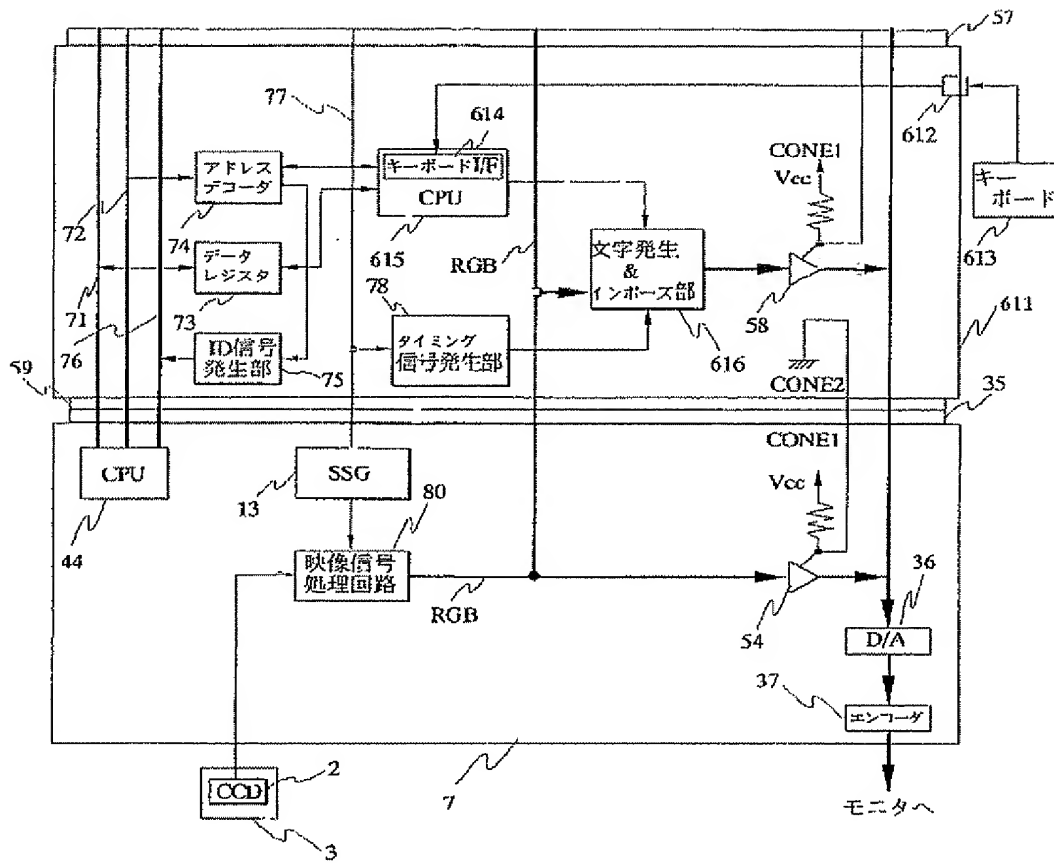 57
77
614
612
CONE1
Vcc
アドレス
デコーダ
キーボードI/F
CPU
キー
ボード
72
74
615
RGB
文字発生
&
インポーズ部
613
データ
レジスタ
78
58
611
71
73
タイミング
信号発生部
76
616
ID信号
発生部
59
75
CONE2
35
CONE1
CPU
SSG
Vcc
13
80
44
映像信号
処理回路
RGB
54
36
D/A
37
エンコーダ
2
CCD
7
モニタへ
3